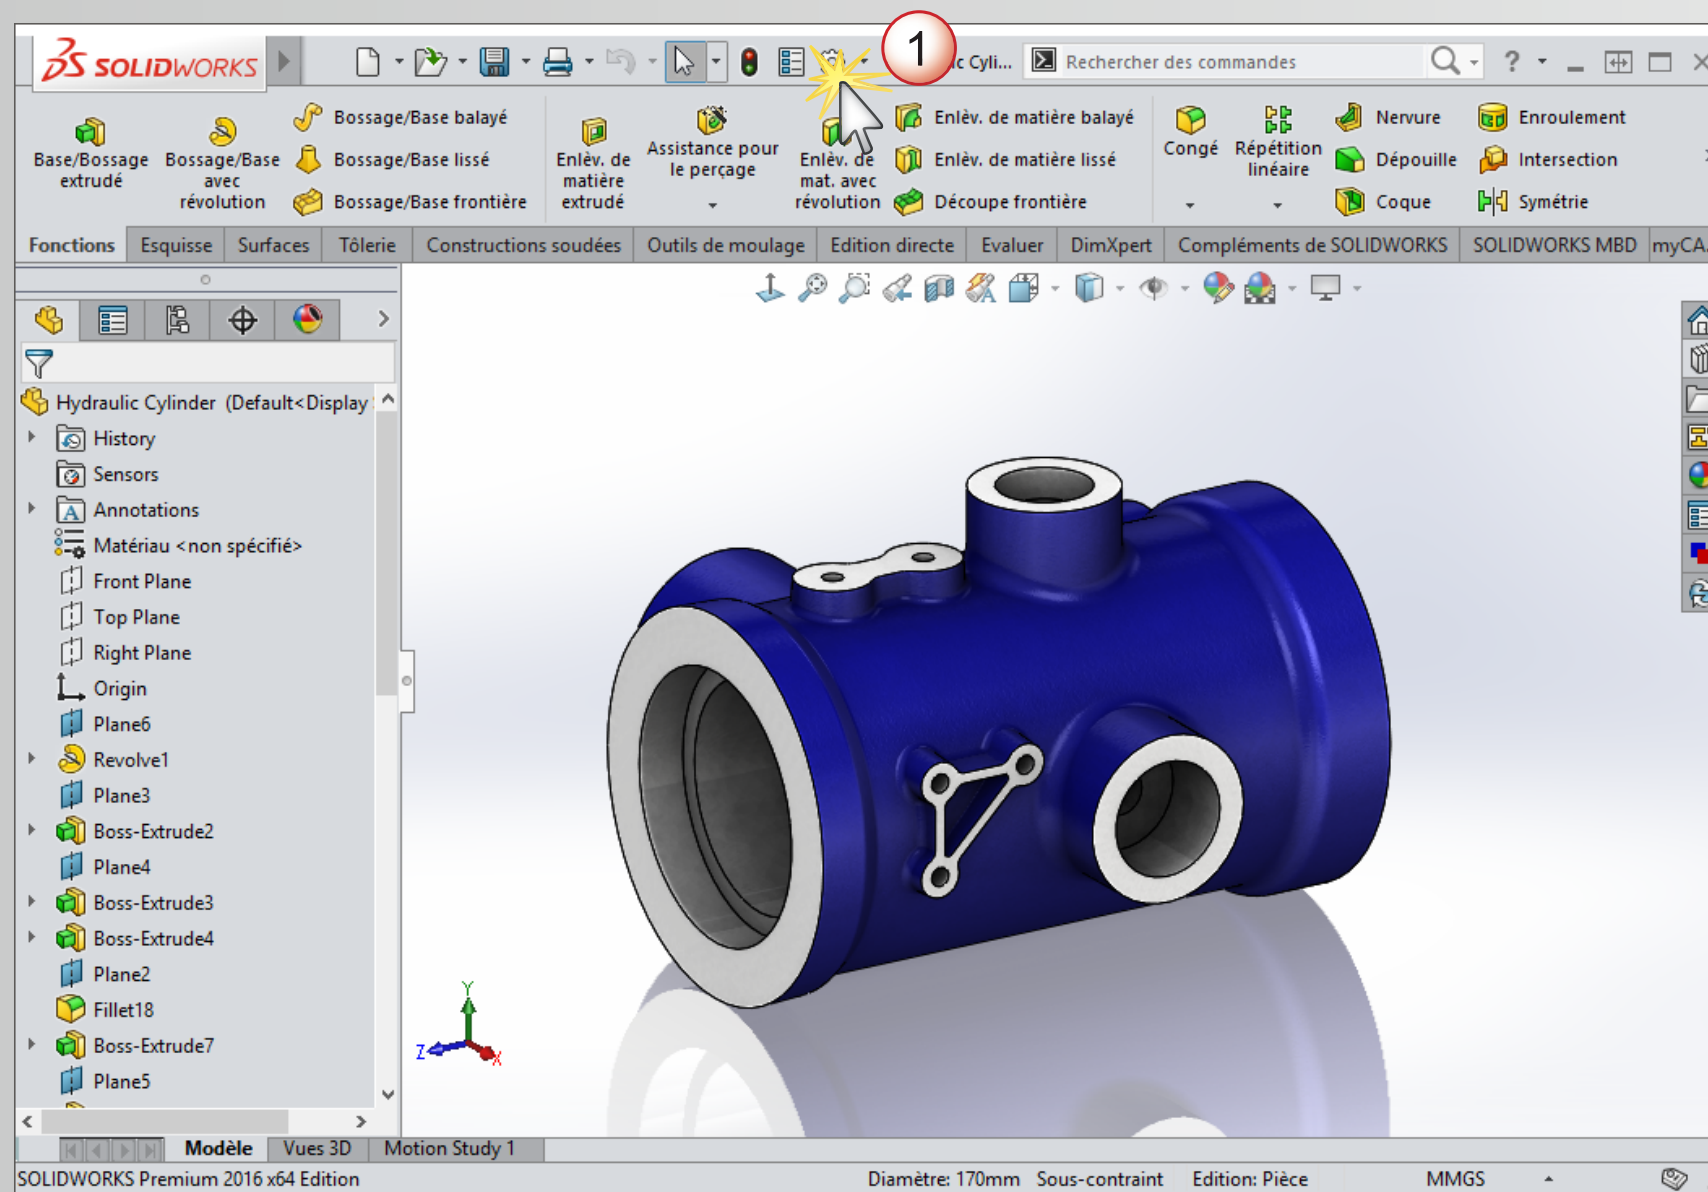 SOLIDWORKS
1
ic Cyli...
Rechercher des commandes
?
Base/Bossage
extrudé
Bossage/Base
avec
révolution
Bossage/Base balayé
Bossage/Base lissé
Bossage/Base frontière
Enlèv. de
matière
extrudé
Assistance pour
le perçage
Enlèv. de
mat. avec
révolution
Enlèv. de matière balayé
Enlèv. de matière lissé
Découpe frontière
Congé
Répétition
linéaire
Nervure
Dépouille
Coque
Enroulement
Intersection
Symétrie
Fonctions
Esquisse
Surfaces
Tôlerie
Constructions soudées
Outils de moulage
Edition directe
Evaluer
DimXpert
Compléments de SOLIDWORKS
SOLIDWORKS MBD
myCA
Hydraulic Cylinder (Default<Display
History
Sensors
Annotations
Matériau <non spécifié>
Front Plane
Top Plane
Right Plane
Origin
Plane6
Revolve1
Plane3
Boss-Extrude2
Plane4
Boss-Extrude3
Boss-Extrude4
Plane2
Fillet18
Boss-Extrude7
Plane5
Y
Z
X
Modèle
Vues 3D
Motion Study 1
SOLIDWORKS Premium 2016 x64 Edition
Diamètre: 170mm Sous-contraint Edition: Pièce MMGS